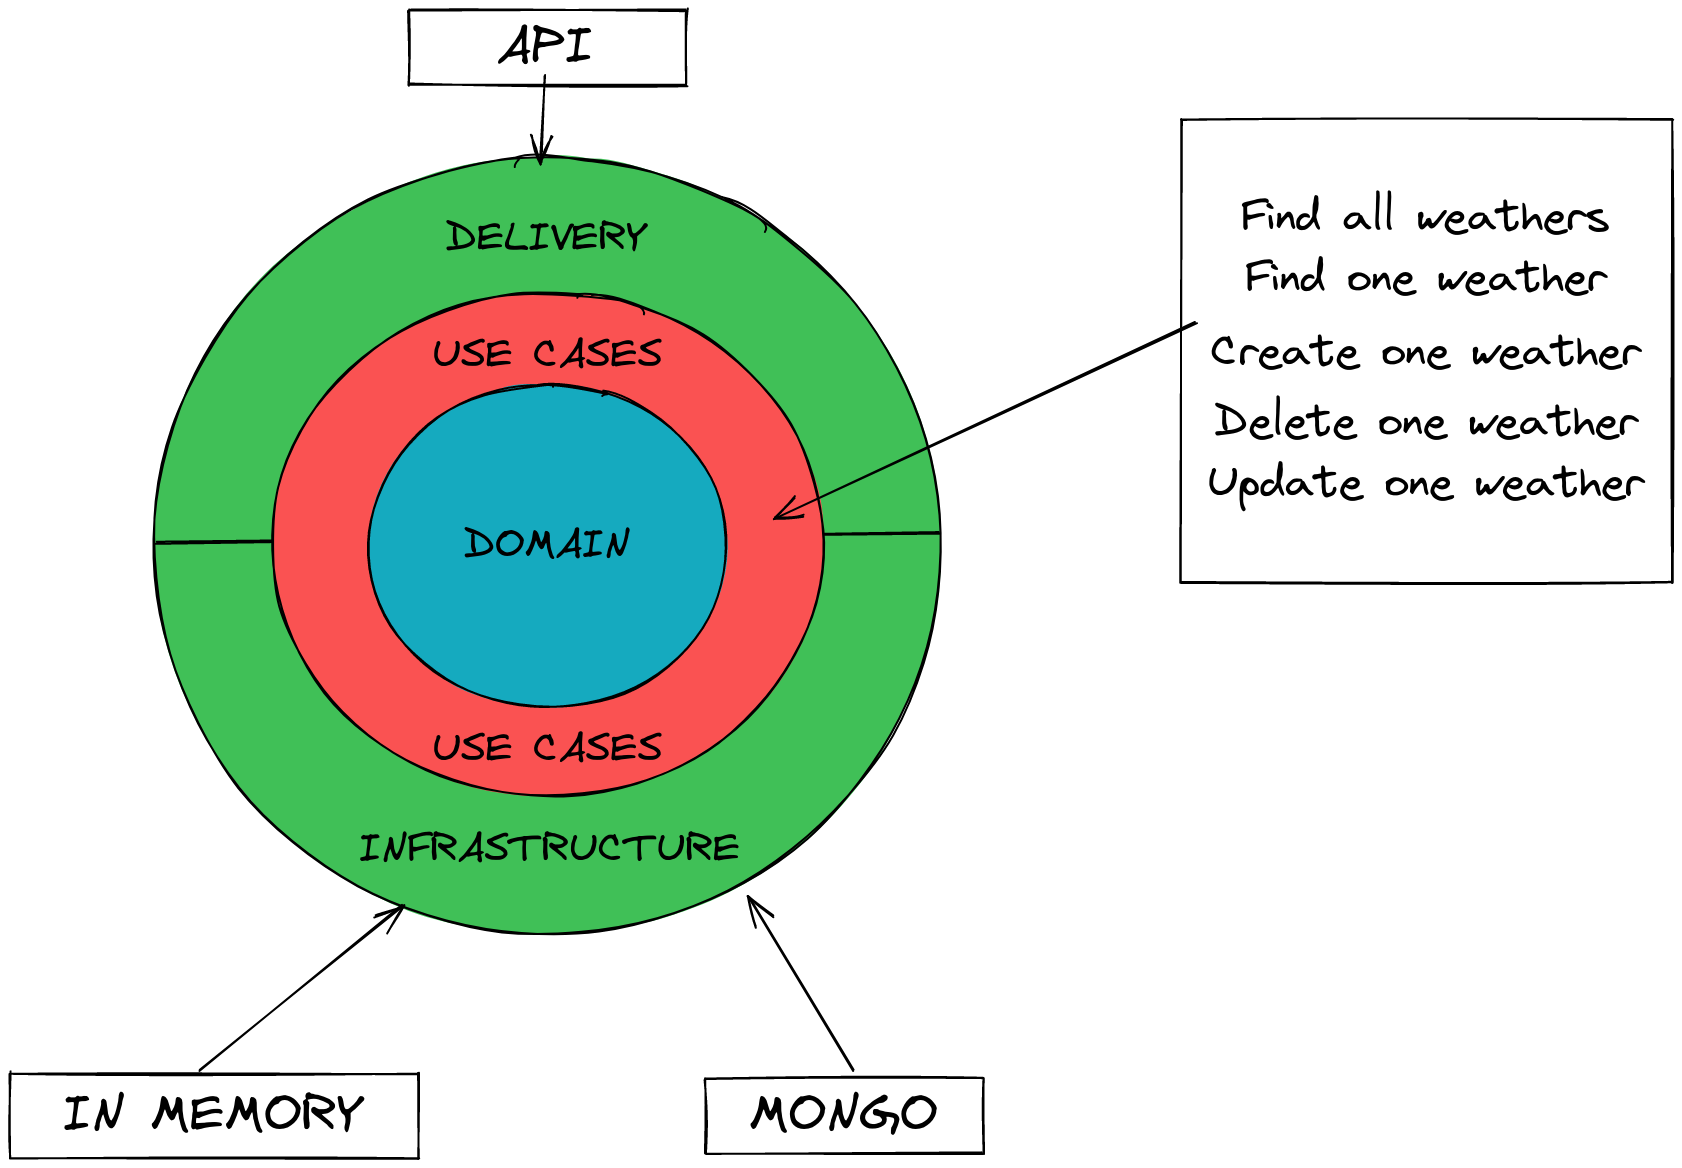 API
DELIVERY
USE CASES
DOMAIN
USE CASES
INFRASTRUCTURE
IN MEMORY
MONGO
Find all weathers
Find one weather
Create one weather
Delete one weather
Update one weather